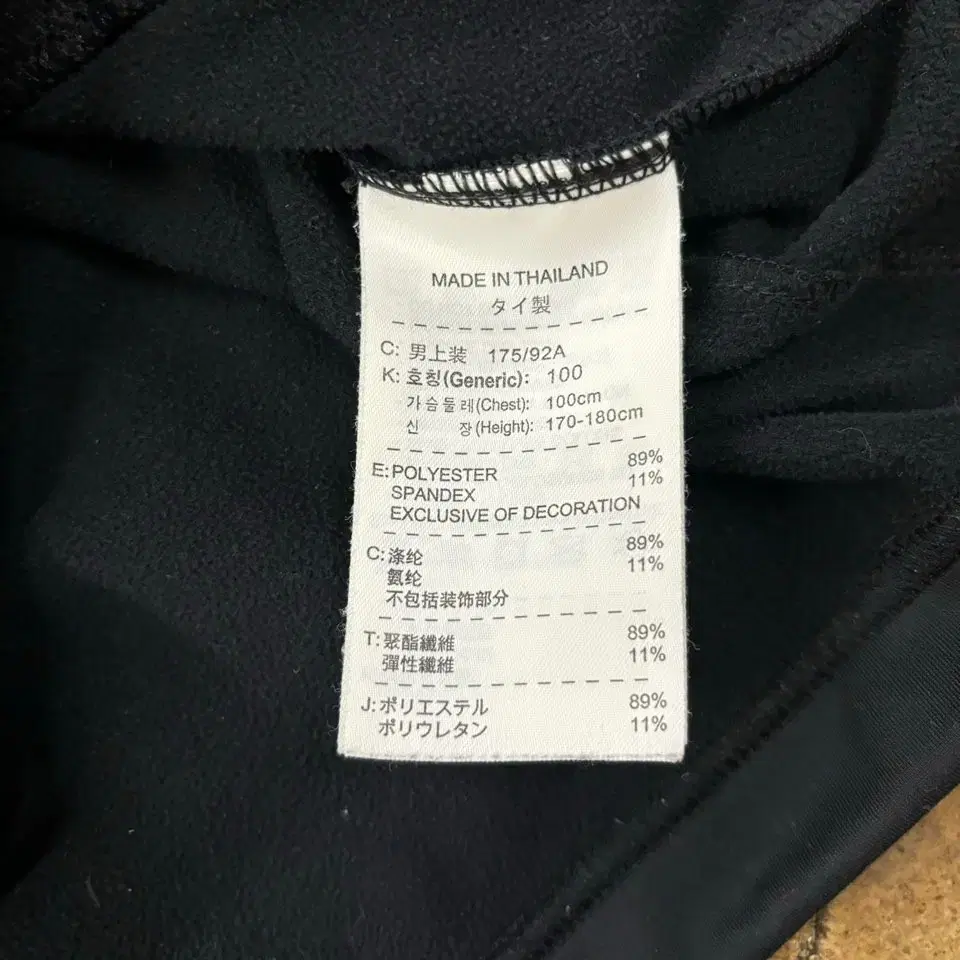 MADE IN THAILAND
タイ製
C: 男上装 175/92A
K: 호칭(Generic): 100
가슴둘레(Chest): 100cm
신 장(Height): 170-180cm
E: POLYESTER 89%
SPANDEX 11%
EXCLUSIVE OF DECORATION
C: 涤纶 89%
氨纶 11%
不包括装饰部分
T: 聚酯纖維 89%
彈性纖維 11%
J: ポリエステル 89%
ポリウレタン 11%